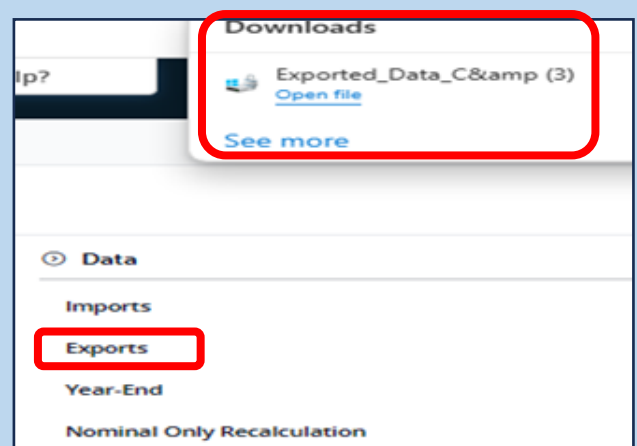 Downloads
lp?
Exported_Data_C&amp (3)
Open file
See more
Data
Imports
Exports
Year-End
Nominal Only Recalculation